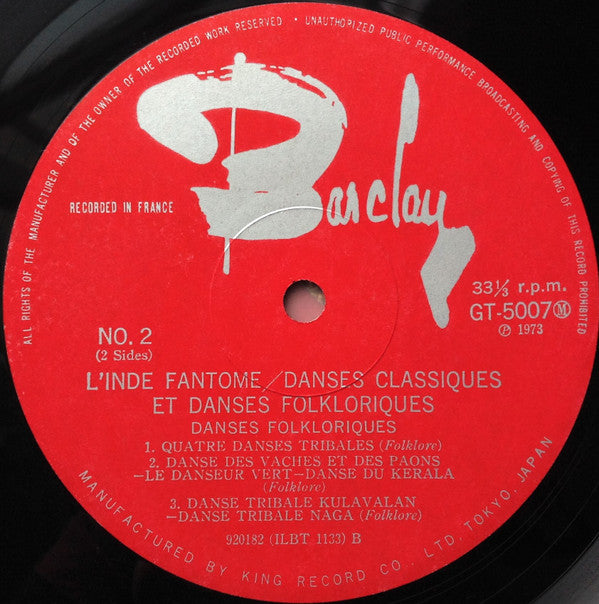 ALL RIGHTS OF THE MANUFACTURER AND OF THE OWNER OF THE RECORDED WORK RESERVED • UNAUTHORIZED PUBLIC PERFORMANCE BROADCASTING AND COPYING OF THIS RECORD PROHIBITED
Barclay
RECORDED IN FRANCE
33⅓ r.p.m.
GT-5007Ⓜ
℗ 1973
NO. 2
(2 Sides)
L'INDE FANTOME/DANSES CLASSIQUES
ET DANSES FOLKLORIQUES
DANSES FOLKLORIQUES
1. QUATRE DANSES TRIBALES (Folklore)
2. DANSE DES VACHES ET DES PAONS
—LE DANSEUR VERT—DANSE DU KERALA
(Folklore)
3. DANSE TRIBALE KULAVALAN
—DANSE TRIBALE NAGA (Folklore)
920182 (ILBT 1133) B
MANUFACTURED BY KING RECORD CO., LTD. TOKYO, JAPAN